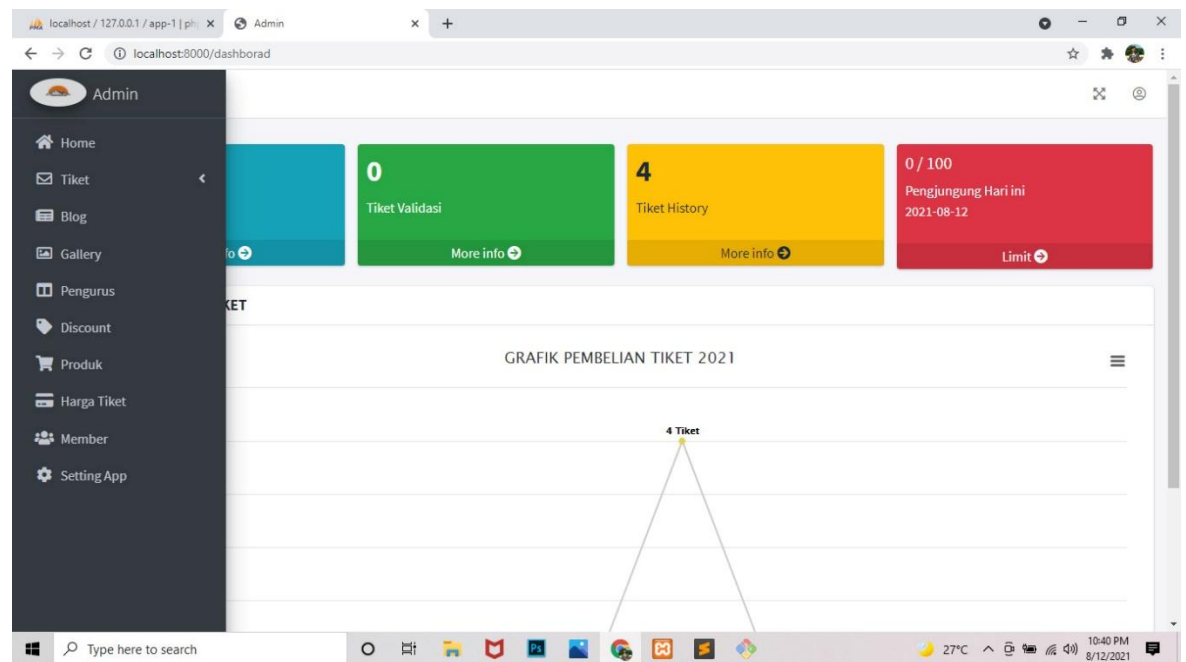 localhost / 127.0.0.1 / app-1 | ph
Admin
localhost:8000/dashborad
Admin
Home
Tiket
Blog
Gallery
Pengurus
Discount
Produk
Harga Tiket
Member
Setting App
0
Tiket Validasi
More info
4
Tiket History
More info
0 / 100
Pengjungung Hari ini
2021-08-12
Limit
GRAFIK PEMBELIAN TIKET 2021
4 Tiket
Type here to search
Ps
27°C
10:40 PM
8/12/2021